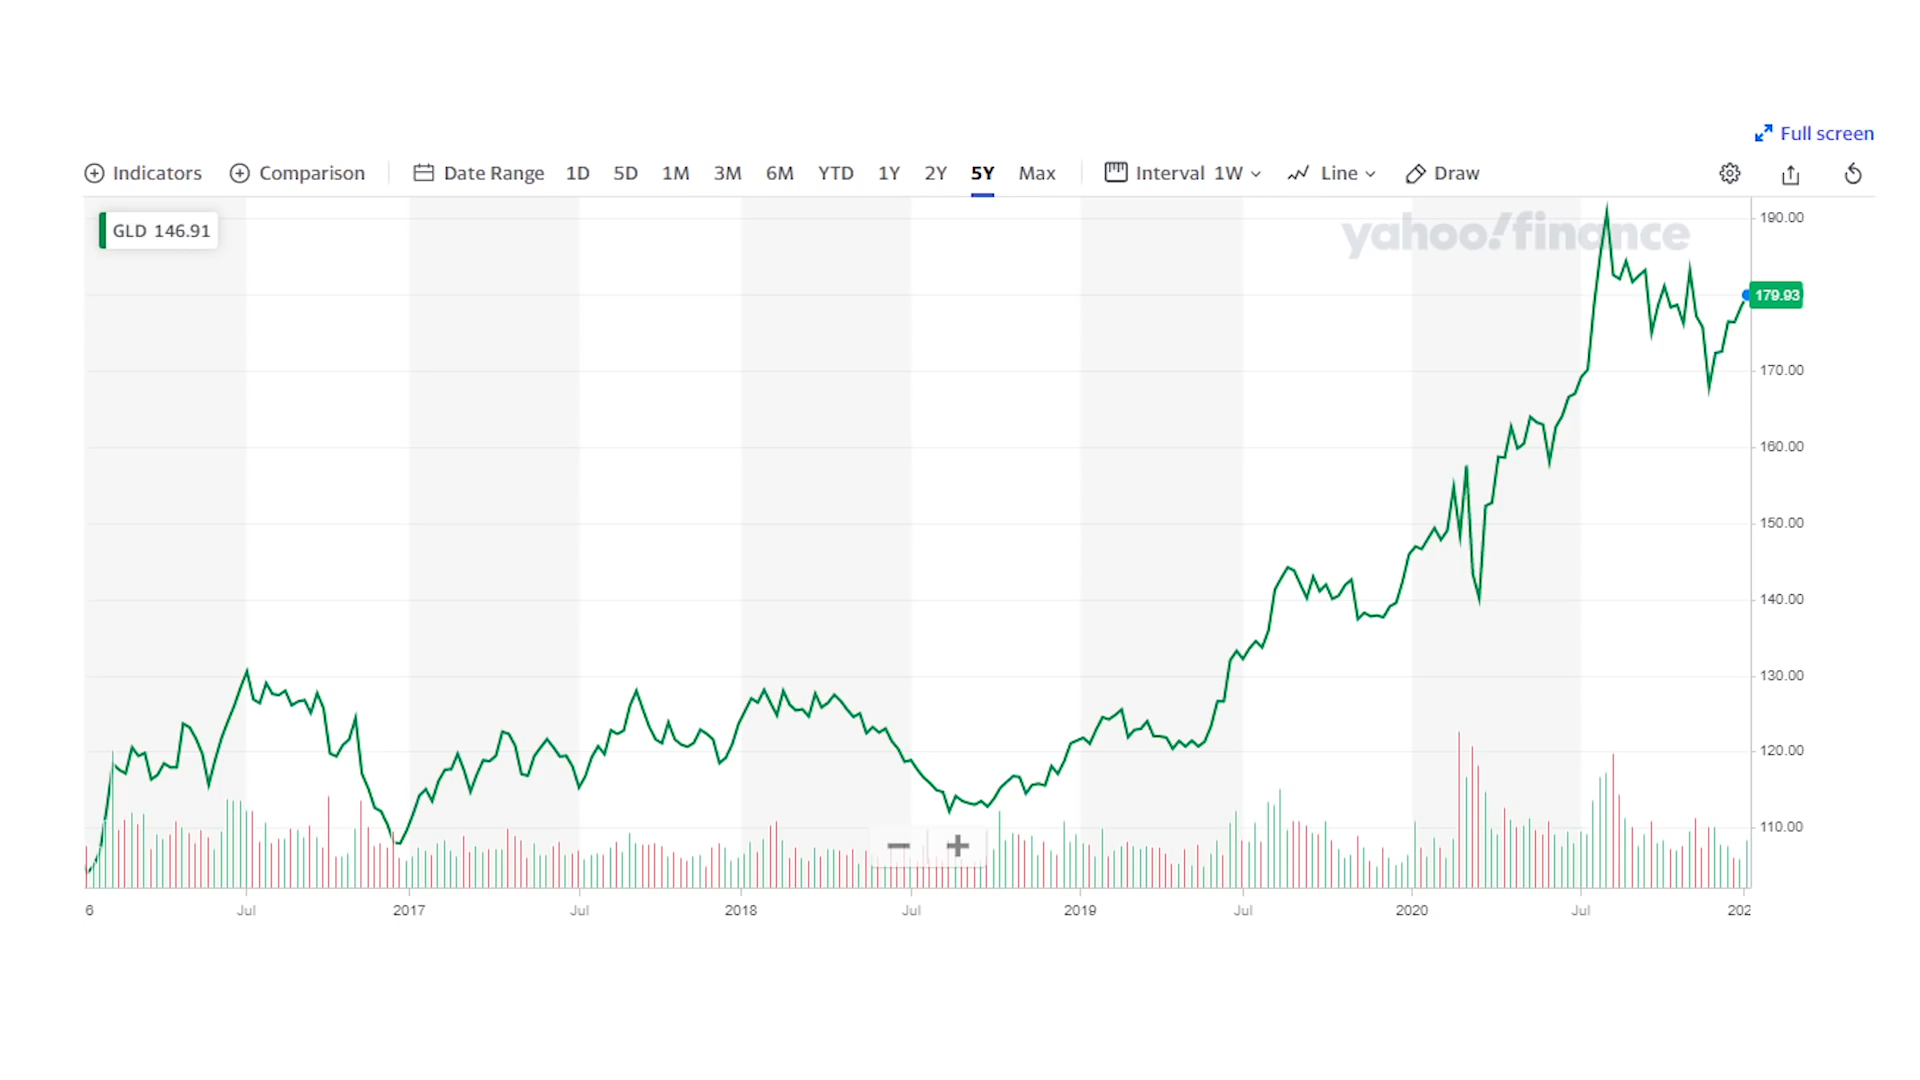 Full screen
Indicators Comparison Date Range 1D 5D 1M 3M 6M YTD 1Y 2Y 5Y Max Interval 1W Line Draw
GLD 146.91
yahoo!finance
190.00
179.93
170.00
160.00
150.00
140.00
130.00
120.00
110.00
6 Jul 2017 Jul 2018 Jul 2019 Jul 2020 Jul 202